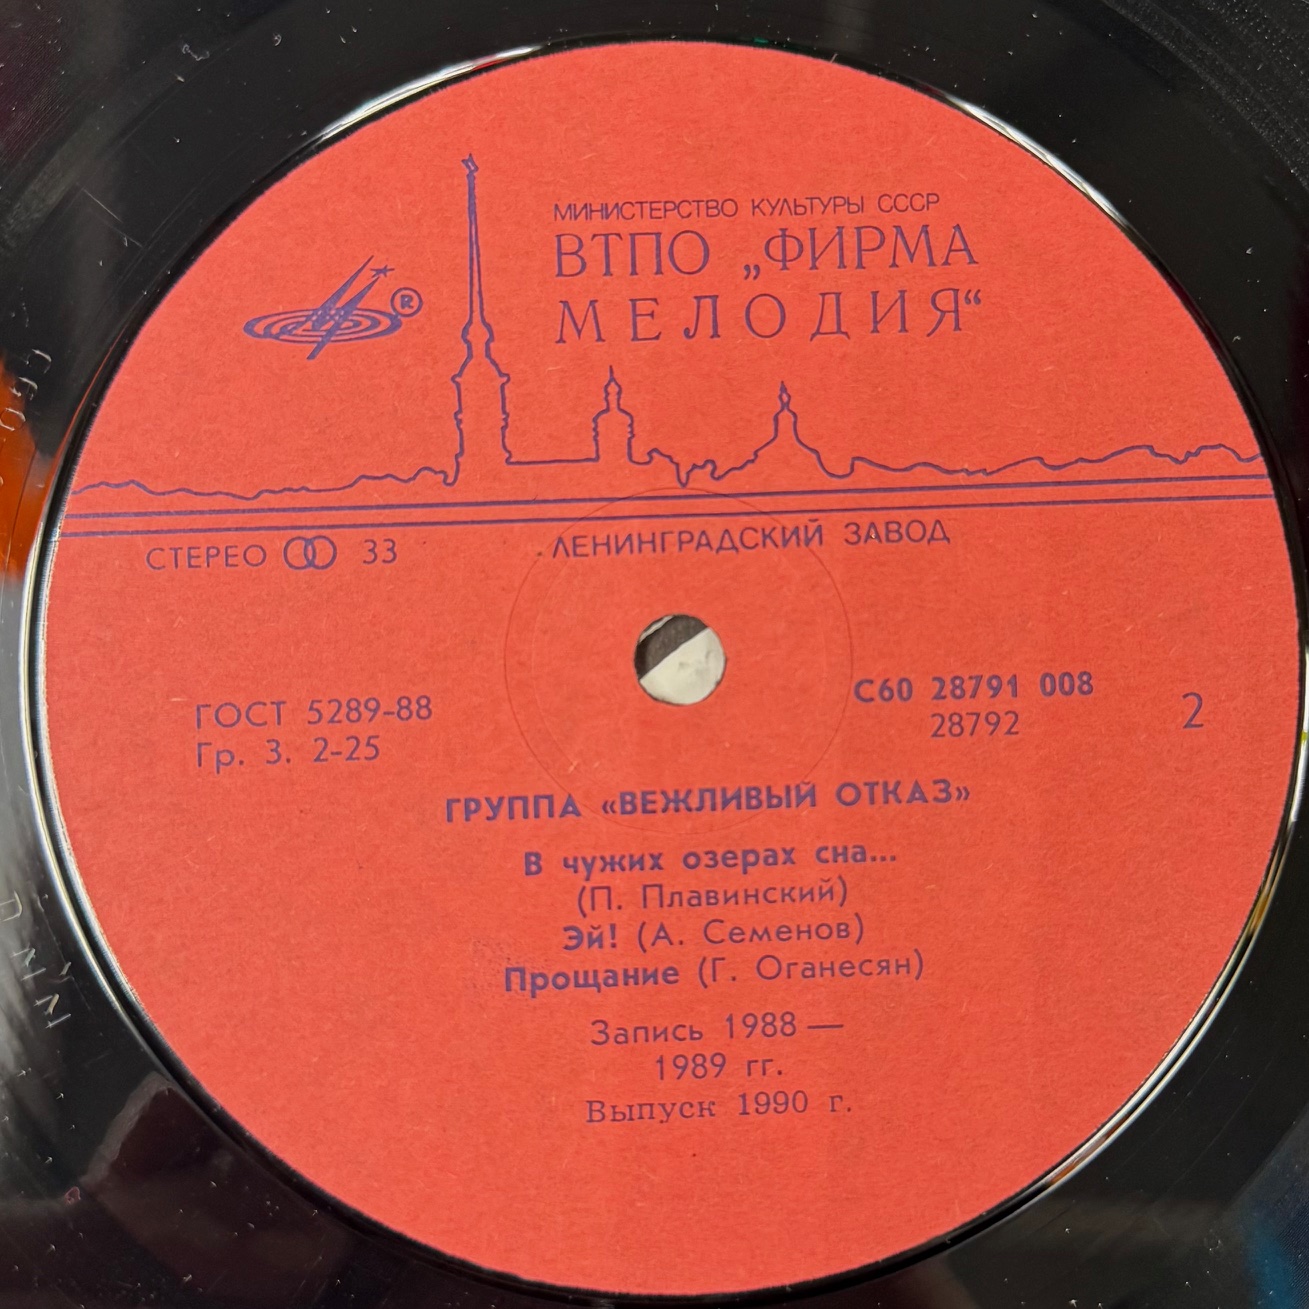 МИНИСТЕРСТВО КУЛЬТУРЫ СССР
ВТПО „ФИРМА
МЕЛОДИЯ“
®
СТЕРЕО 33
ЛЕНИНГРАДСКИЙ ЗАВОД
ГОСТ 5289-88
Гр. 3. 2-25
С60 28791 008
28792
2
ГРУППА «ВЕЖЛИВЫЙ ОТКАЗ»
В чужих озерах сна...
(П. Плавинский)
Эй! (А. Семенов)
Прощание (Г. Оганесян)
Запись 1988 —
1989 гг.
Выпуск 1990 г.